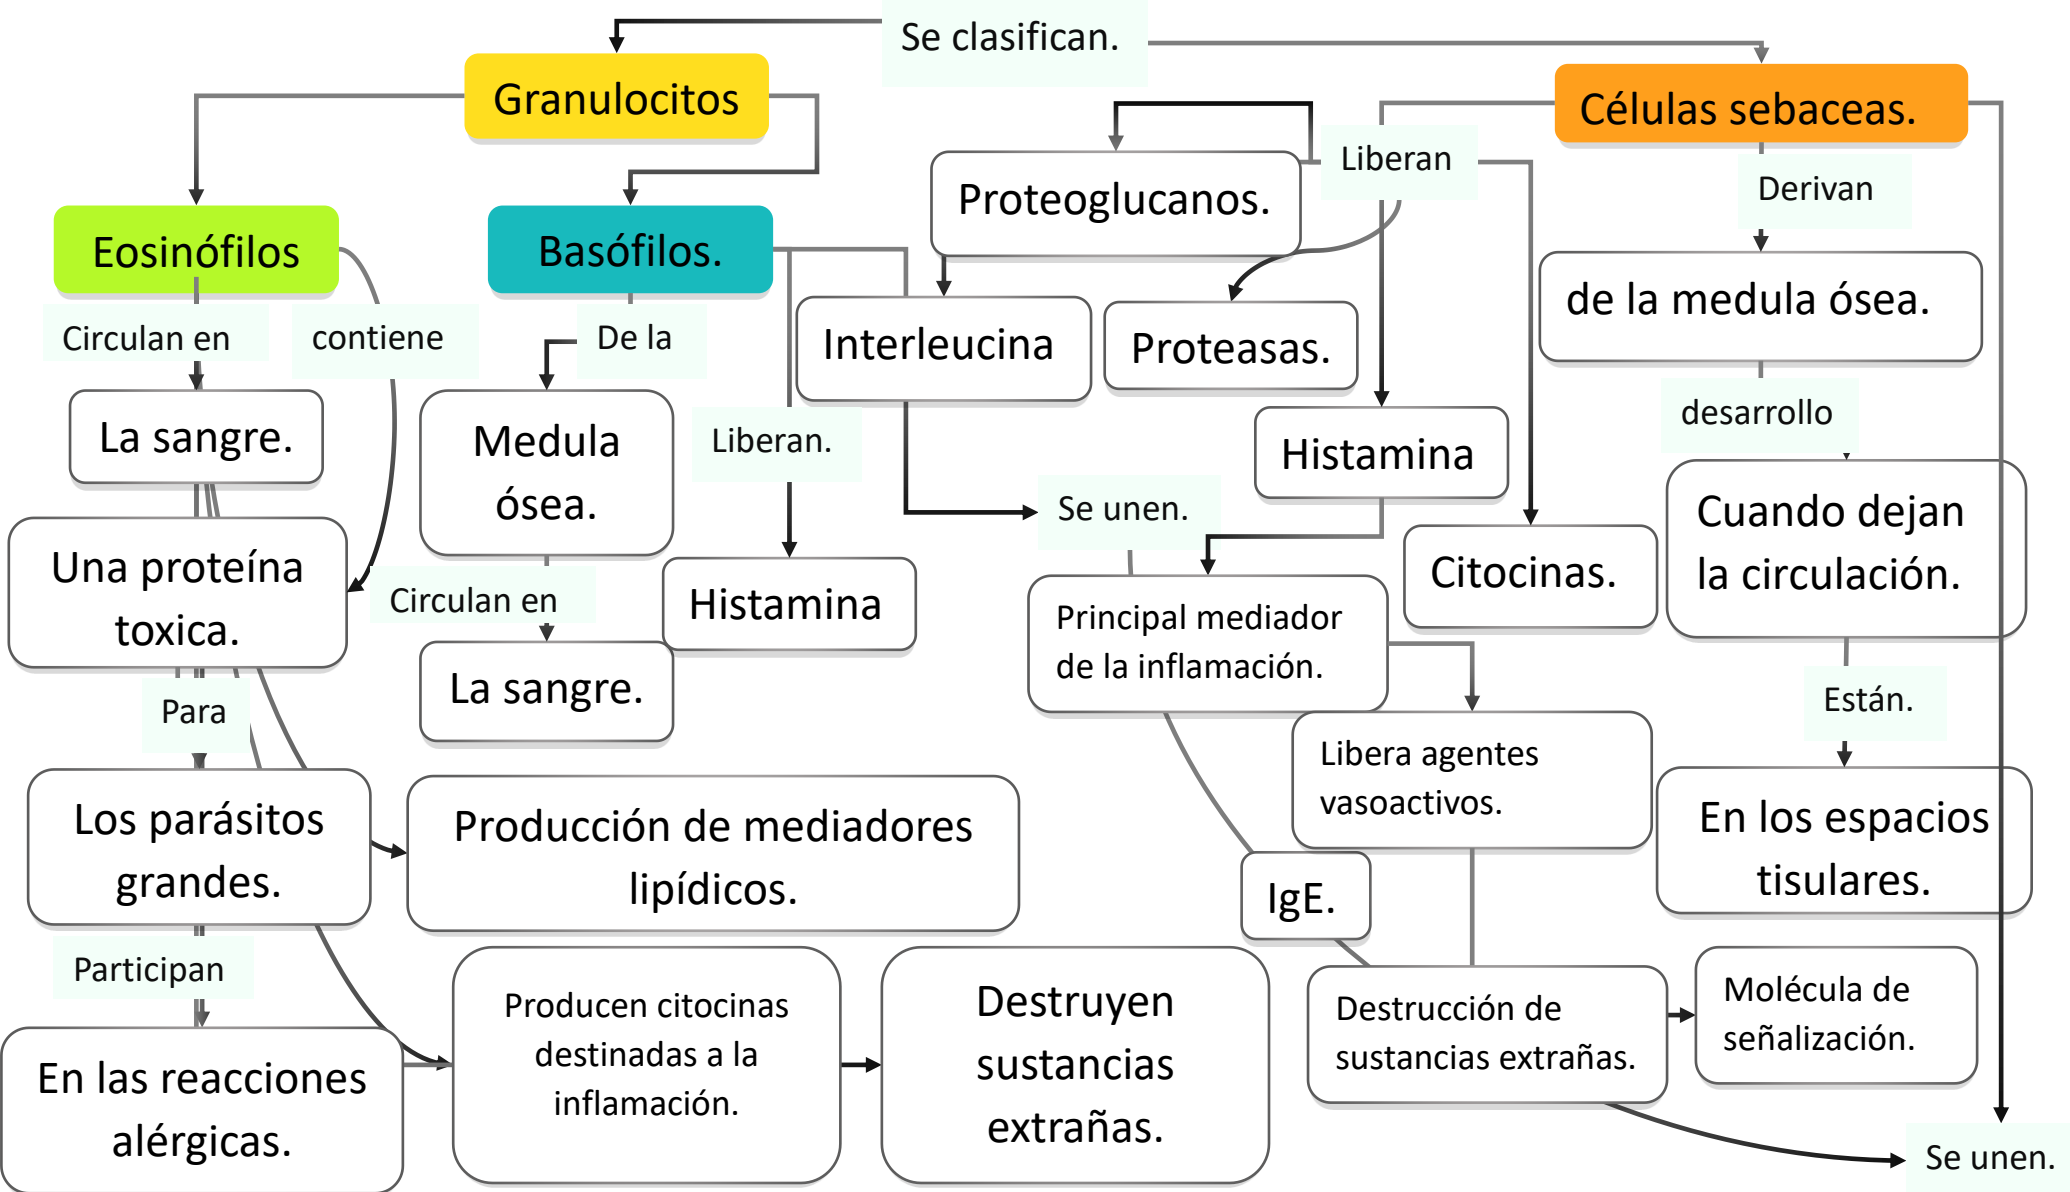 Se clasifican.
Granulocitos
Células sebaceas.
Eosinófilos
Circulan en
contiene
La sangre.
Una proteína
toxica.
Para
Los parásitos
grandes.
Participan
En las reacciones
alérgicas.
Producción de mediadores
lipídicos.
Producen citocinas
destinadas a la
inflamación.
Destruyen
sustancias
extrañas.
Basófilos.
De la
Medula
ósea.
Circulan en
La sangre.
Liberan.
Histamina
Interleucina
Se unen.
IgE.
Liberan
Proteoglucanos.
Proteasas.
Histamina
Citocinas.
Principal mediador
de la inflamación.
Libera agentes
vasoactivos.
Destrucción de
sustancias extrañas.
Molécula de
señalización.
Derivan
de la medula ósea.
desarrollo
Cuando dejan
la circulación.
Están.
En los espacios
tisulares.
Se unen.